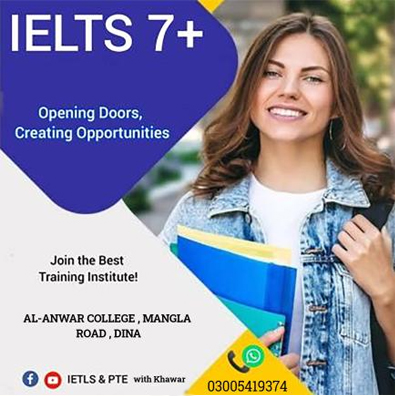 IELTS 7+
Opening Doors,
Creating Opportunities
Join the Best
Training Institute!
AL-ANWAR COLLEGE , MANGLA
ROAD , DINA
IETLS & PTE with Khawar
03005419374